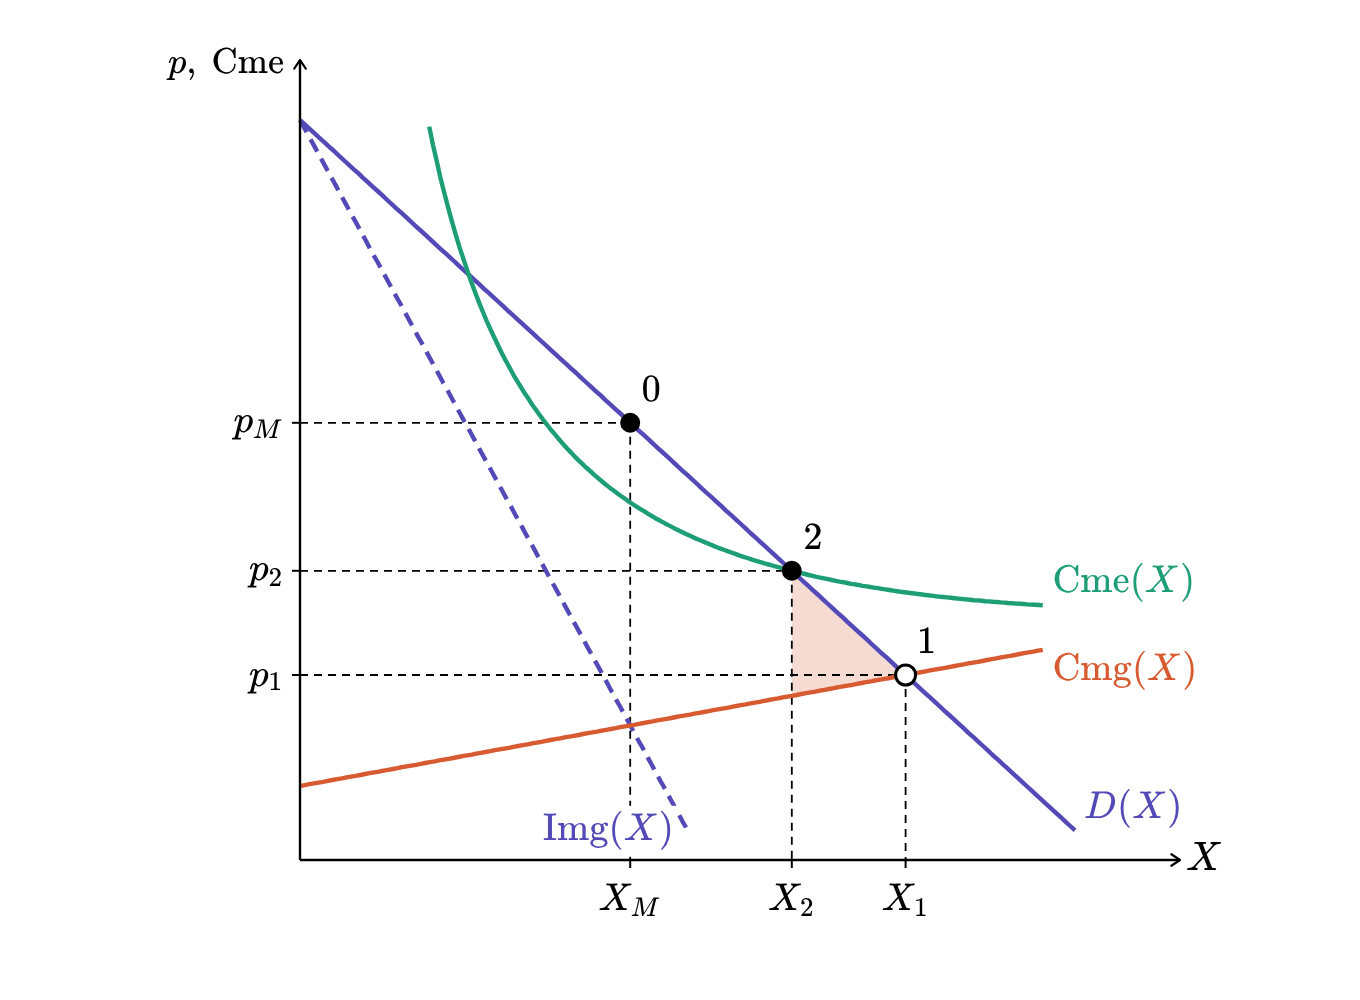 p, Cme
0
p_M
2
p_2
Cme(X)
1
Cmg(X)
p_1
D(X)
Img(X)
X
X_M X_2 X_1